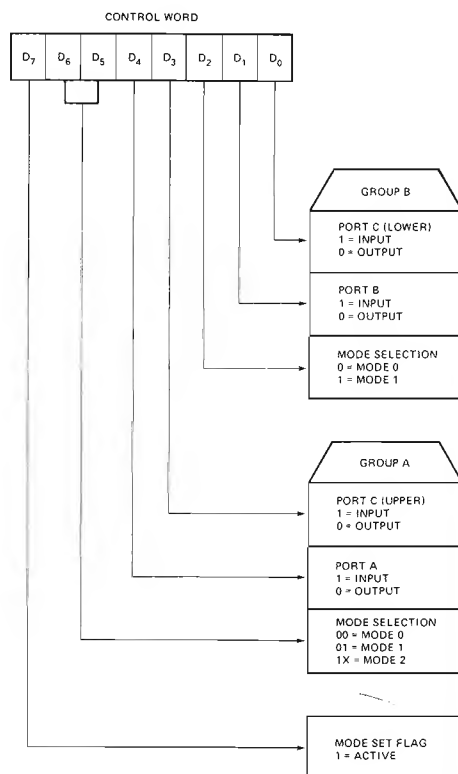 CONTROL WORD
D7 D6 D5 D4 D3 D2 D1 D0
GROUP B
PORT C (LOWER)
1 = INPUT
0 = OUTPUT
PORT B
1 = INPUT
0 = OUTPUT
MODE SELECTION
0 = MODE 0
1 = MODE 1
GROUP A
PORT C (UPPER)
1 = INPUT
0 = OUTPUT
PORT A
1 = INPUT
0 = OUTPUT
MODE SELECTION
00 = MODE 0
01 = MODE 1
1X = MODE 2
MODE SET FLAG
1 = ACTIVE